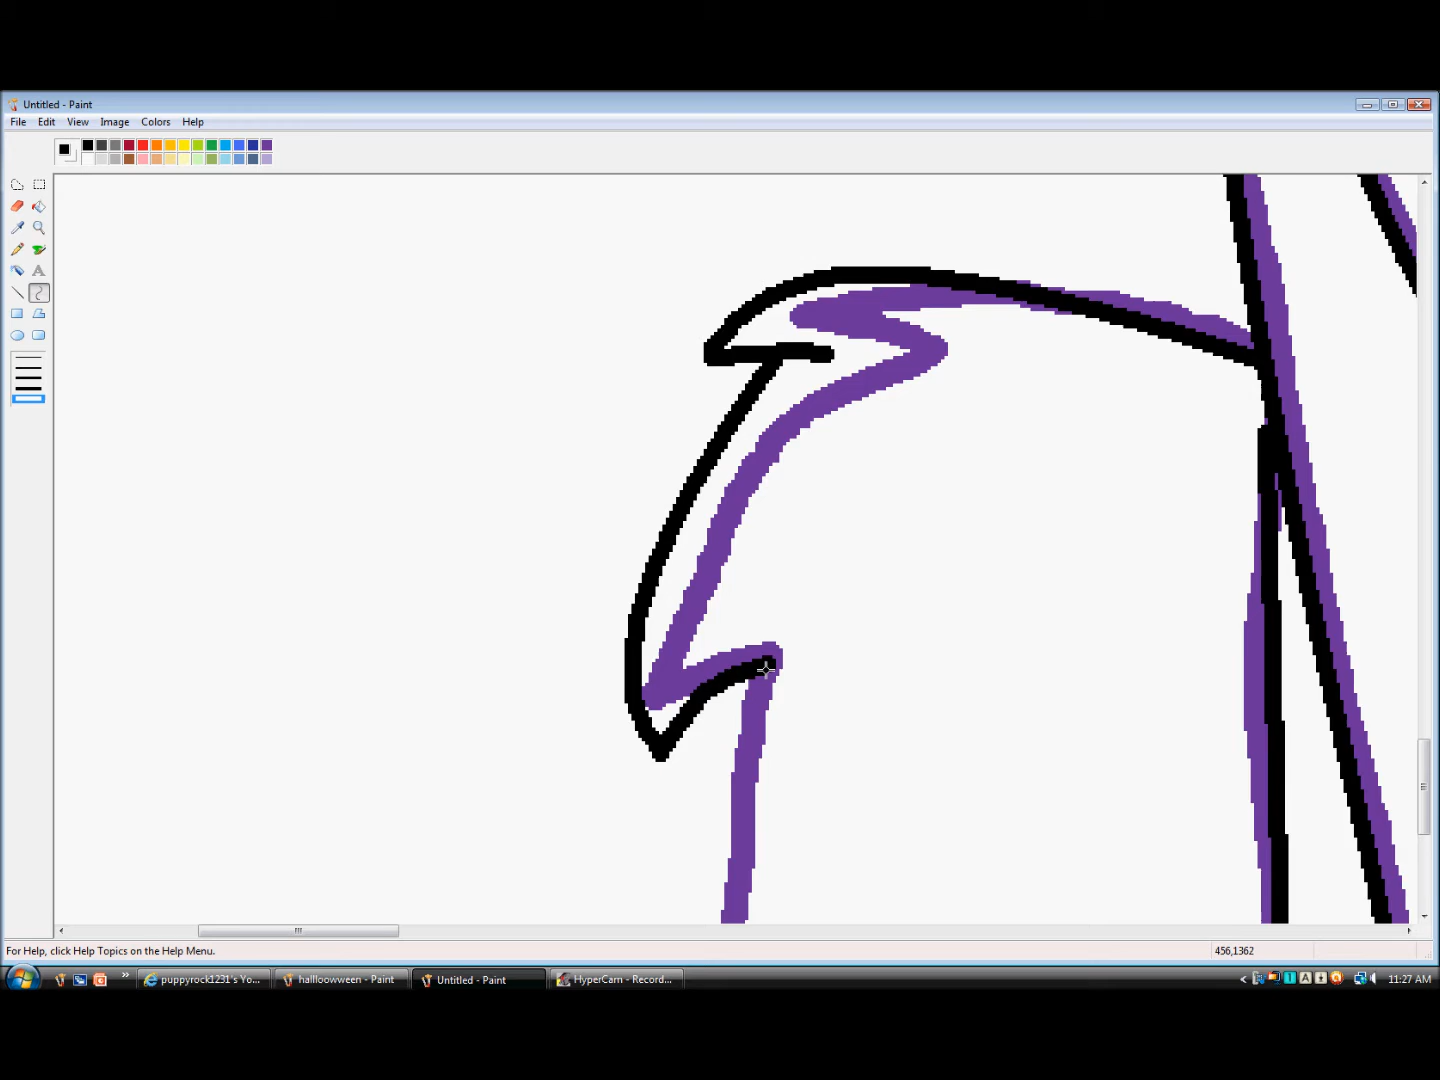 Untitled - Paint
File Edit View Image Colors Help
For Help, click Help Topics on the Help Menu.
456,1362
» puppyrock1231's Yo... hallloowween - Paint Untitled - Paint HyperCam - Record... < 11:27 AM